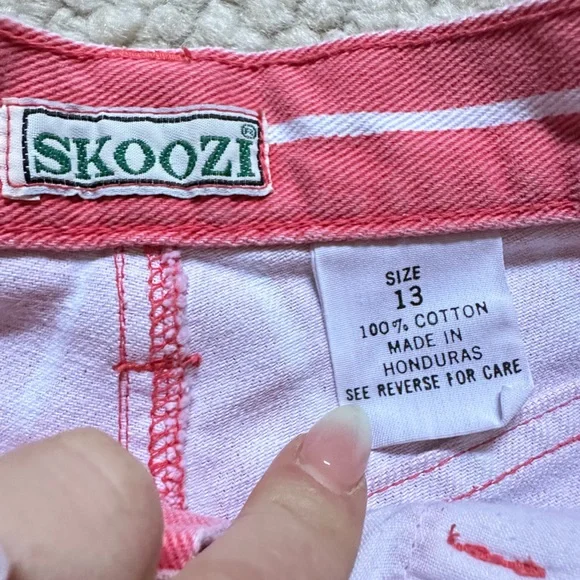 SKOOZI®
SIZE
13
100% COTTON
MADE IN
HONDURAS
SEE REVERSE FOR CARE